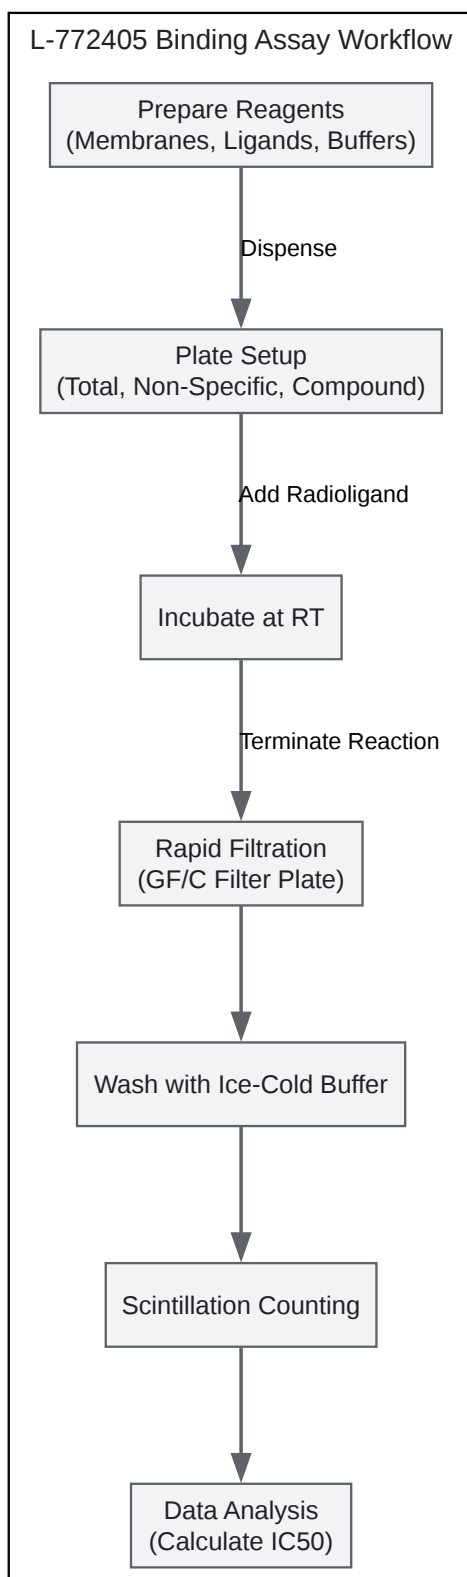 L-772405 Binding Assay Workflow
Prepare Reagents
(Membranes, Ligands, Buffers)
Dispense
Plate Setup
(Total, Non-Specific, Compound)
Add Radioligand
Incubate at RT
Terminate Reaction
Rapid Filtration
(GF/C Filter Plate)
Wash with Ice-Cold Buffer
Scintillation Counting
Data Analysis
(Calculate IC50)